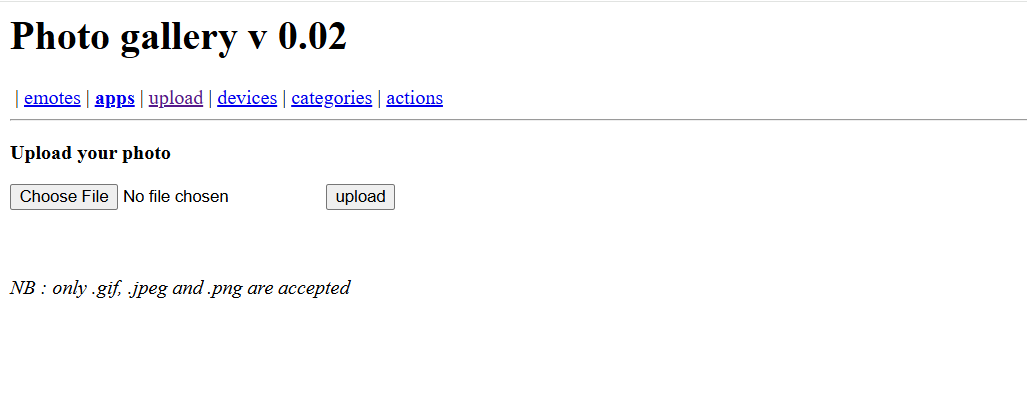 Photo gallery v 0.02
| emotes | apps | upload | devices | categories | actions
Upload your photo
Choose File No file chosen upload
NB : only .gif, .jpeg and .png are accepted